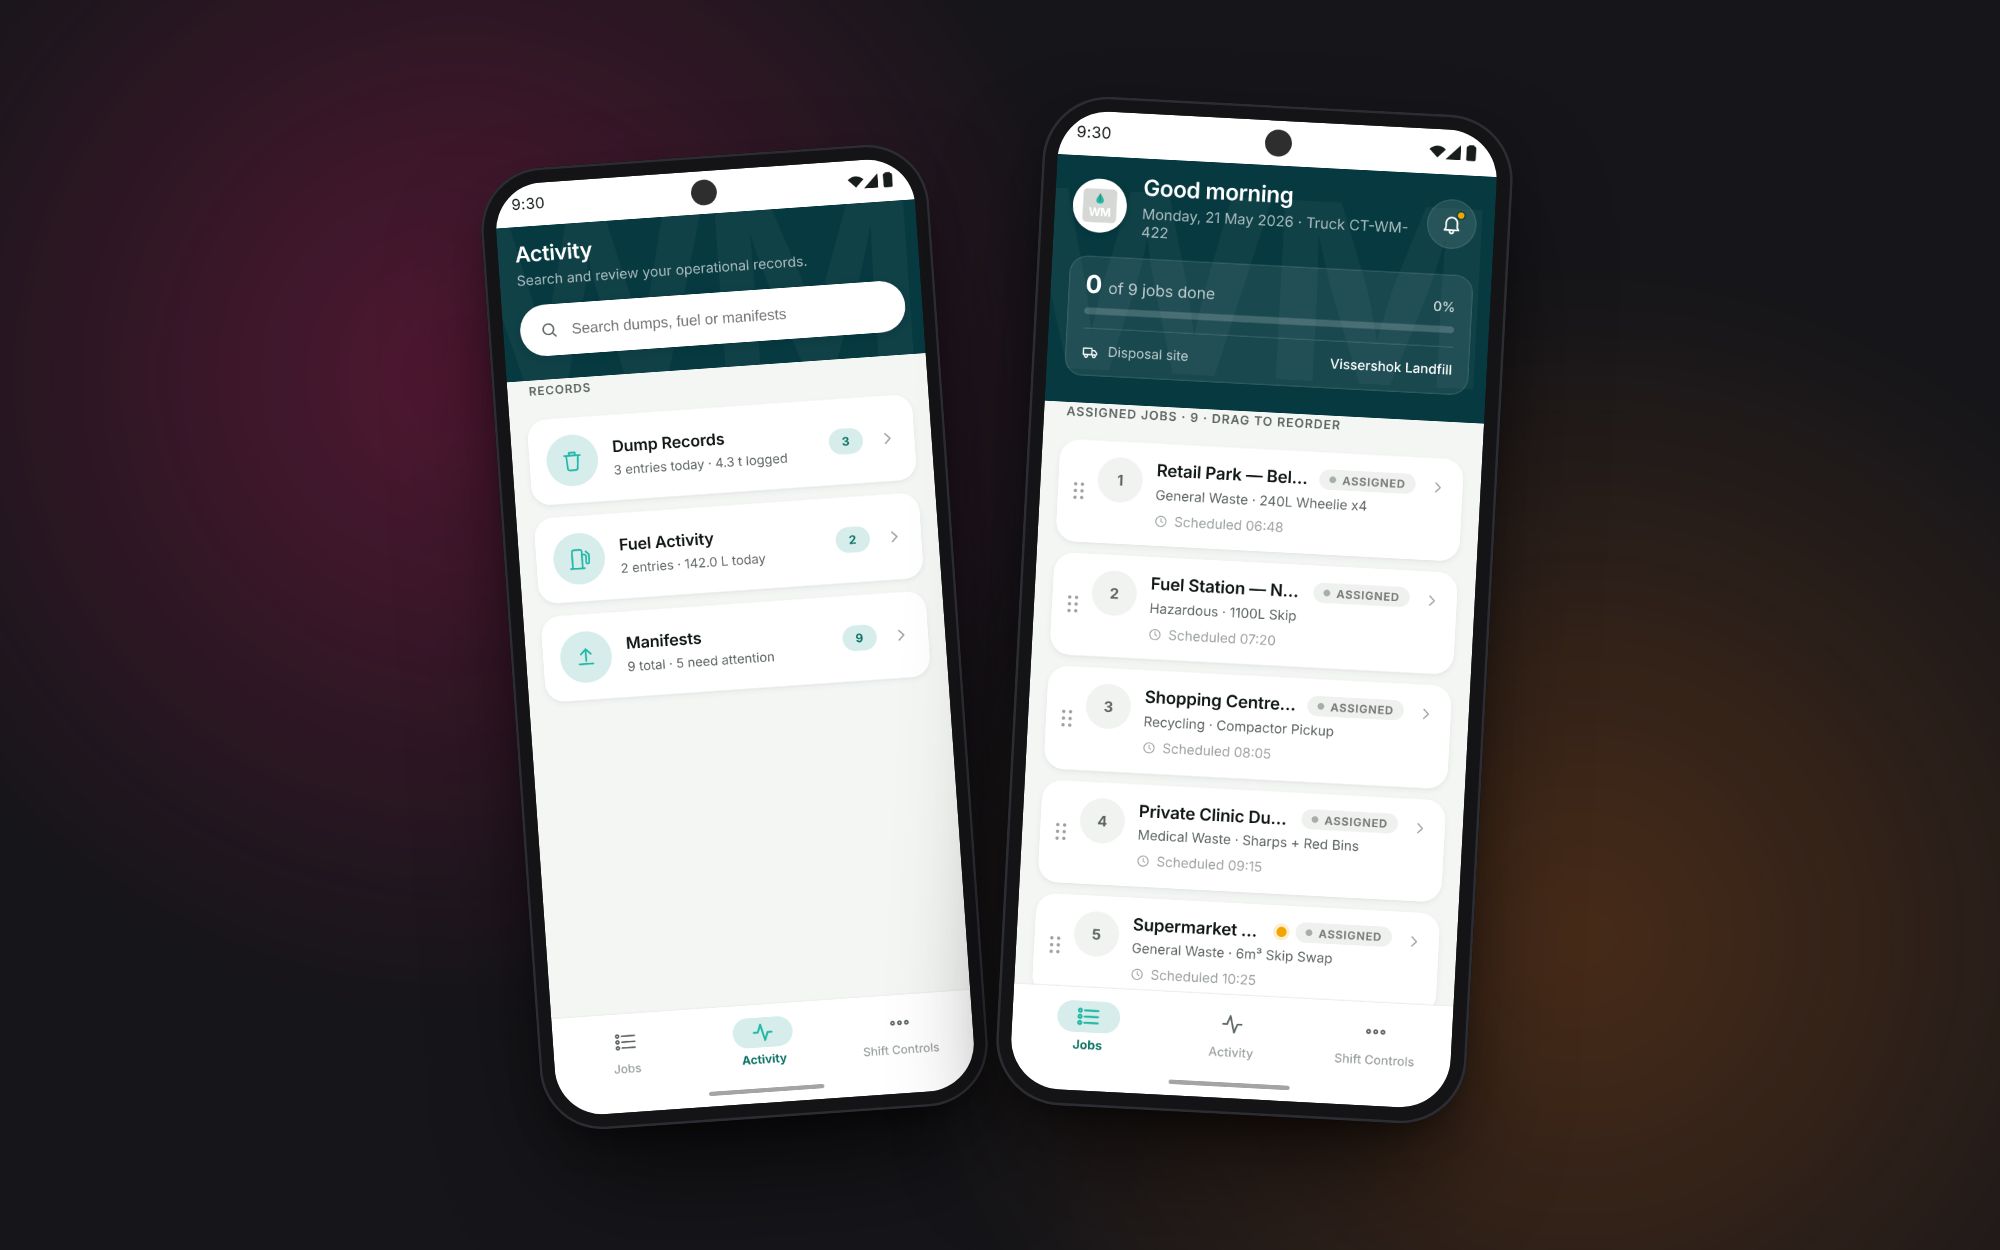 9:30
Activity
Search and review your operational records.
Search dumps, fuel or manifests
RECORDS
Dump Records
3 entries today · 4.3 t logged
3
Fuel Activity
2 entries · 142.0 L today
2
Manifests
9 total · 5 need attention
9
Jobs
Activity
Shift Controls
9:30
WM
Good morning
Monday, 21 May 2026 · Truck CT-WM-
422
0 of 9 jobs done
0%
Disposal site
Vissershok Landfill
ASSIGNED JOBS · 9 · DRAG TO REORDER
1
Retail Park — Bel...
ASSIGNED
General Waste · 240L Wheelie x4
Scheduled 06:48
2
Fuel Station — N...
ASSIGNED
Hazardous · 1100L Skip
Scheduled 07:20
3
Shopping Centre...
ASSIGNED
Recycling · Compactor Pickup
Scheduled 08:05
4
Private Clinic Du...
ASSIGNED
Medical Waste · Sharps + Red Bins
Scheduled 09:15
5
Supermarket ...
ASSIGNED
General Waste · 6m³ Skip Swap
Scheduled 10:25
Jobs
Activity
Shift Controls